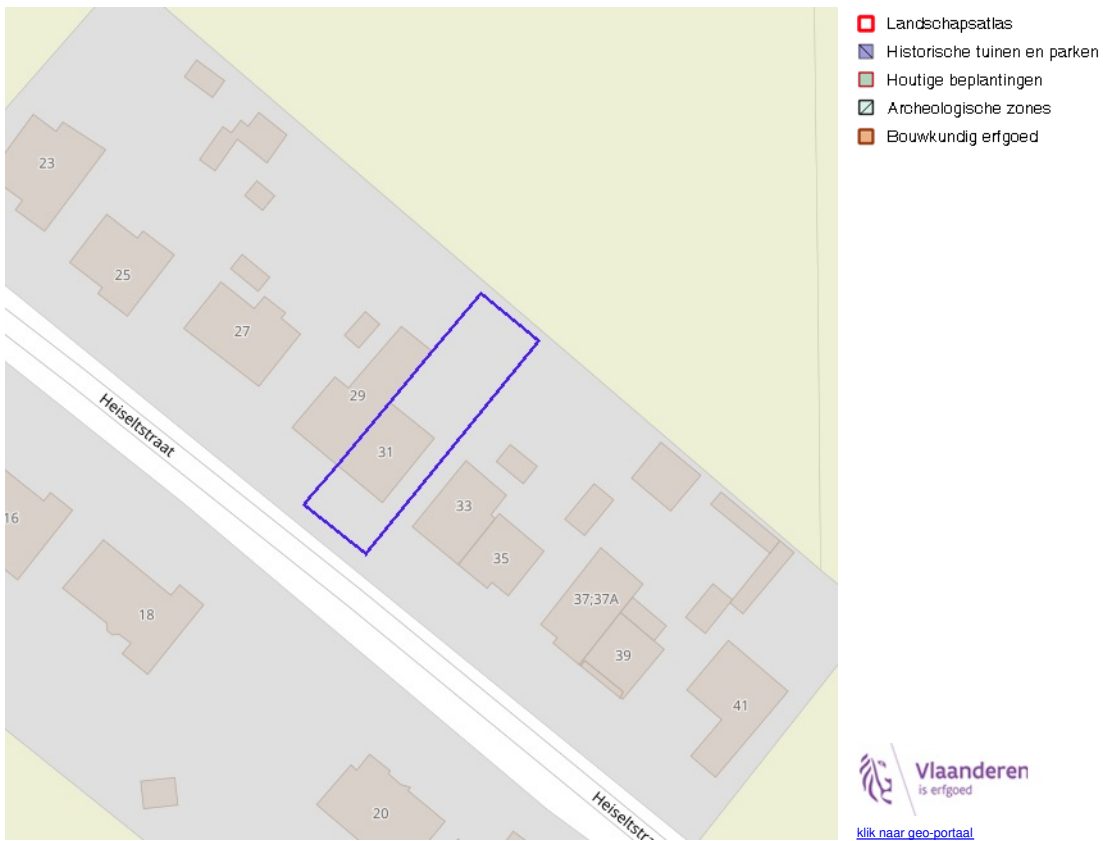 Landschapsatlas
Historische tuinen en parken
Houtige beplantingen
Archeologische zones
Bouwkundig erfgoed
23
25
27
29
31
Heiseltstraat
33
35
16
18
37;37A
39
41
20
Heiseltstra
Vlaanderen
is erfgoed
klik naar geo-portaal